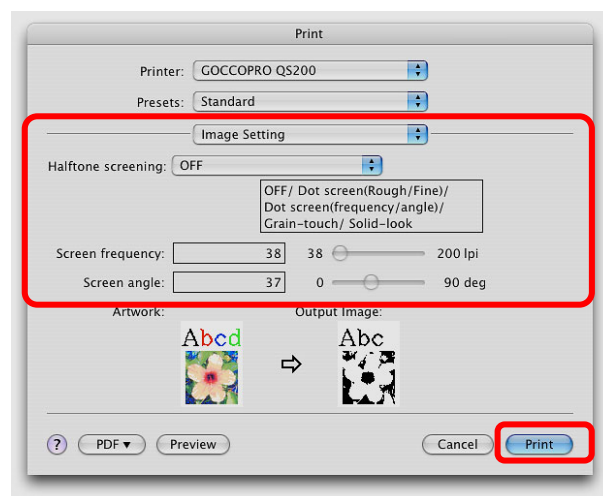 Print
Printer: GOCCOPRO QS200
Presets: Standard
Image Setting
Halftone screening: OFF
OFF/ Dot screen(Rough/Fine)/
Dot screen(frequency/angle)/
Grain-touch/ Solid-look
Screen frequency: 38 38 200 lpi
Screen angle: 37 0 90 deg
Artwork: Output Image:
Abcd Abc
? PDF▼ Preview Cancel Print